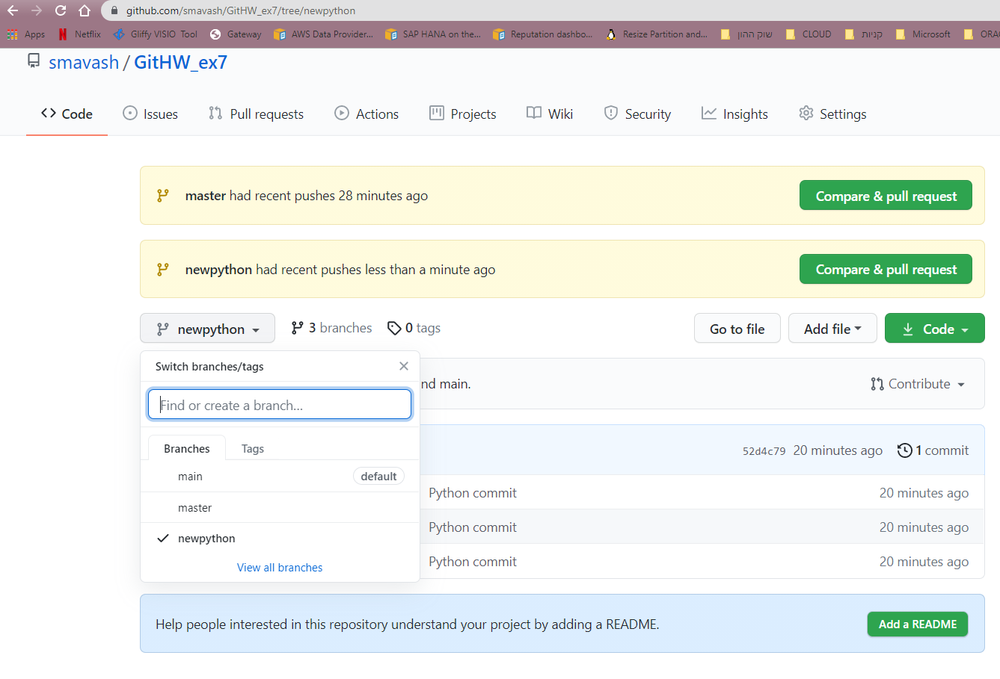 github.com/smavash/GitHW_ex7/tree/newpython
Apps Netflix Gliffy VISIO Tool Gateway AWS Data Provider... SAP HANA on the... Reputation dashbo... Resize Partition and... שוק ההון CLOUD קניות Microsoft ORA
smavash / GitHW_ex7
Code Issues Pull requests Actions Projects Wiki Security Insights Settings
master had recent pushes 28 minutes ago Compare & pull request
newpython had recent pushes less than a minute ago Compare & pull request
newpython 3 branches 0 tags Go to file Add file Code
Switch branches/tags
nd main. Contribute
Find or create a branch...
Branches Tags
52d4c79 20 minutes ago 1 commit
main default
Python commit 20 minutes ago
master
Python commit 20 minutes ago
newpython
Python commit 20 minutes ago
View all branches
Help people interested in this repository understand your project by adding a README. Add a README